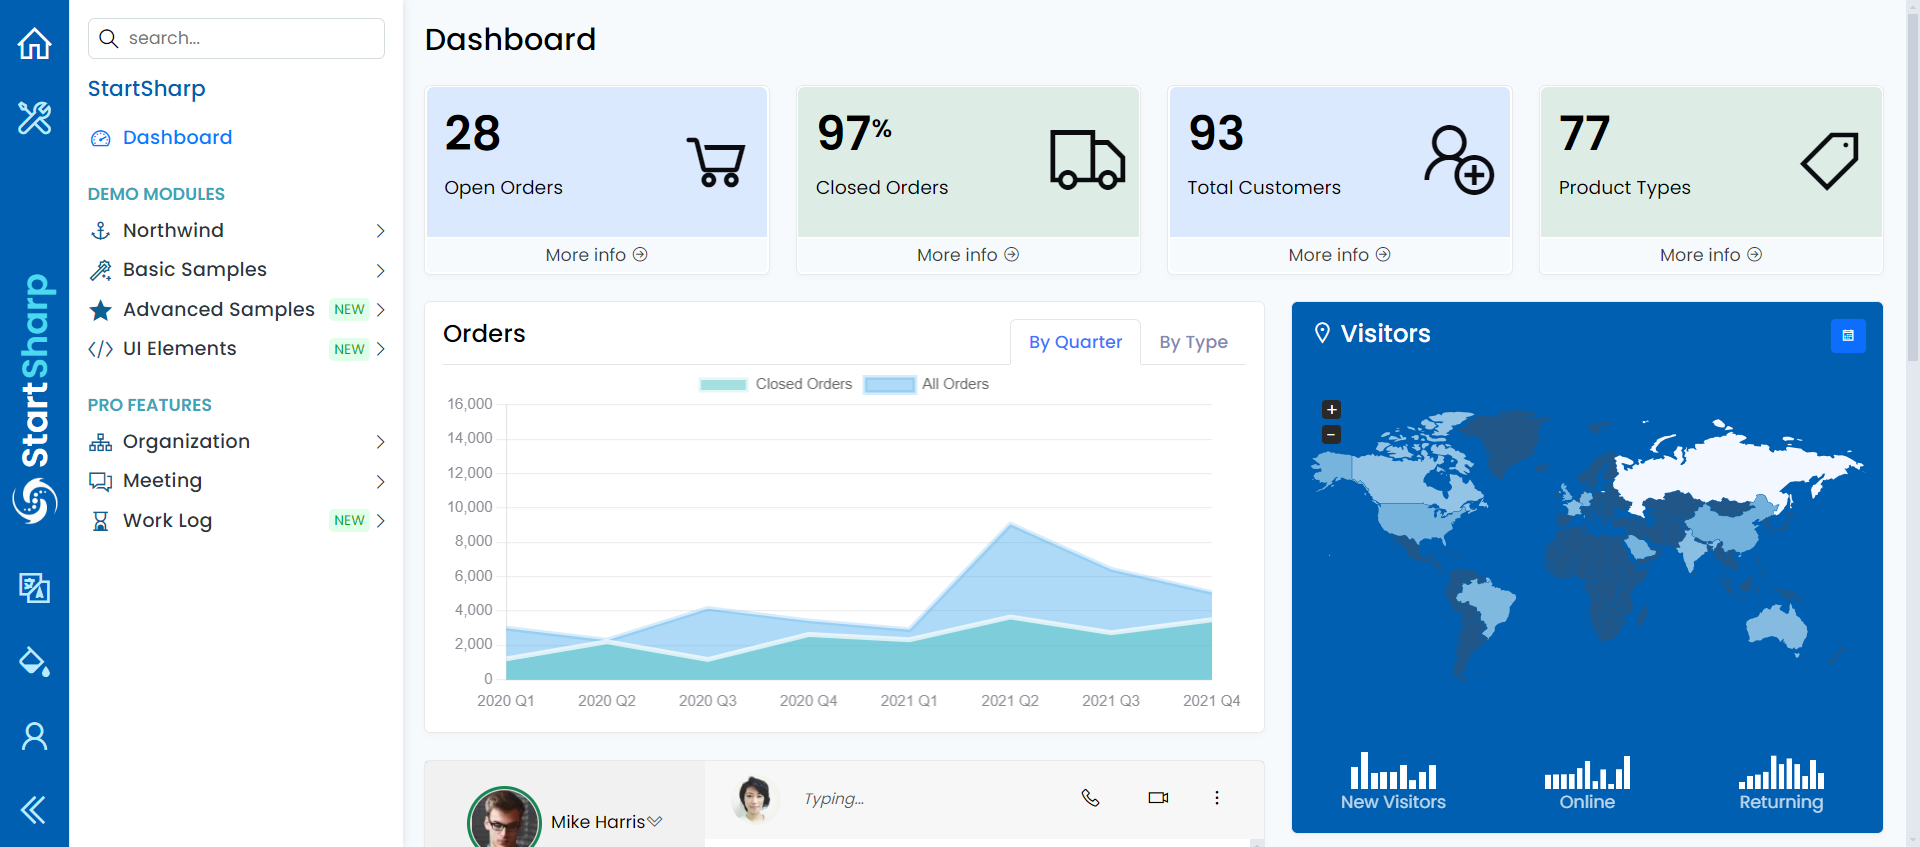 StartSharp
search...
StartSharp
Dashboard
DEMO MODULES
Northwind
Basic Samples
Advanced Samples NEW
UI Elements NEW
PRO FEATURES
Organization
Meeting
Work Log NEW
Dashboard
28
Open Orders
More info
97%
Closed Orders
More info
93
Total Customers
More info
77
Product Types
More info
Orders
By Quarter
By Type
Closed Orders
All Orders
16,000
14,000
12,000
10,000
8,000
6,000
4,000
2,000
0
2020 Q1
2020 Q2
2020 Q3
2020 Q4
2021 Q1
2021 Q2
2021 Q3
2021 Q4
Visitors
+
−
New Visitors
Online
Returning
Mike Harris
Typing...